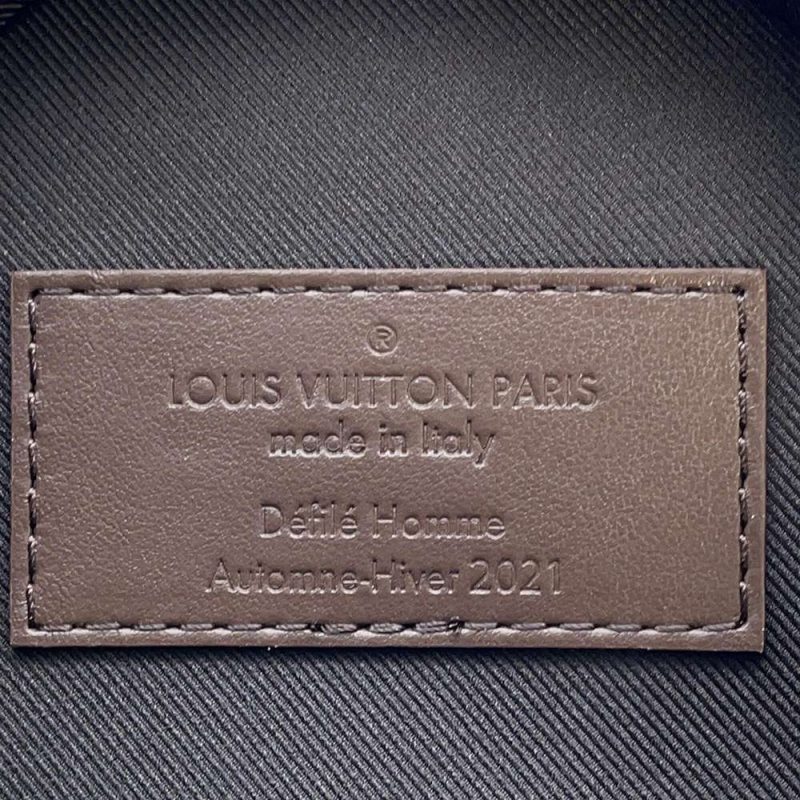 ®
LOUIS VUITTON PARIS
made in Italy
Défilé Homme
Automne-Hiver 2021